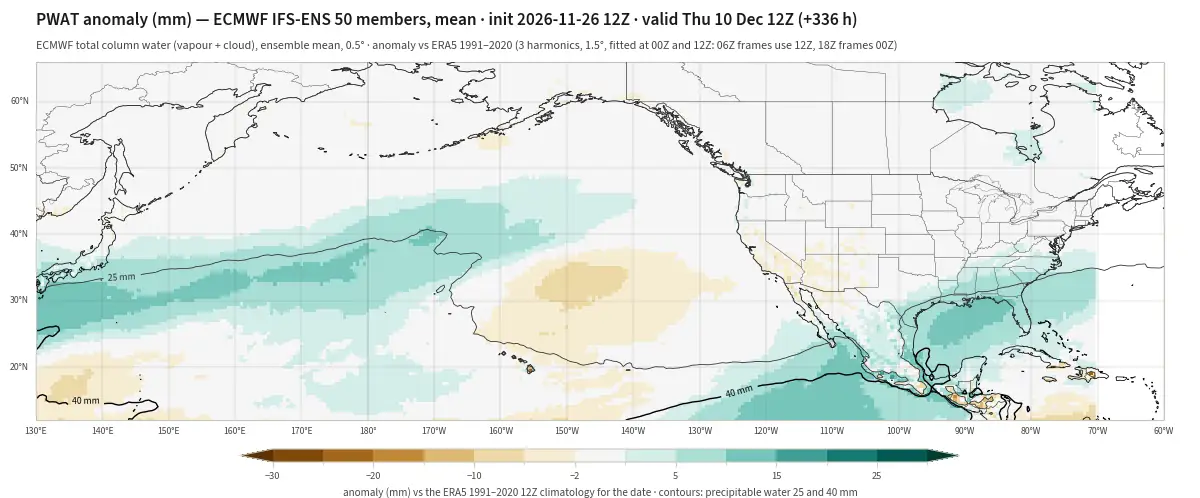 PWAT anomaly (mm) — ECMWF IFS-ENS 50 members, mean · init 2026-11-26 12Z · valid Thu 10 Dec 12Z (+336 h)
ECMWF total column water (vapour + cloud), ensemble mean, 0.5° · anomaly vs ERA5 1991–2020 (3 harmonics, 1.5°, fitted at 00Z and 12Z: 06Z frames use 12Z, 18Z frames 00Z)
60°N
50°N
40°N
30°N
20°N
25 mm
40 mm
40 mm
130°E 140°E 150°E 160°E 170°E 180° 170°W 160°W 150°W 140°W 130°W 120°W 110°W 100°W 90°W 80°W 70°W 60°W
−30 −20 −10 −2 5 15 25
anomaly (mm) vs the ERA5 1991–2020 12Z climatology for the date · contours: precipitable water 25 and 40 mm